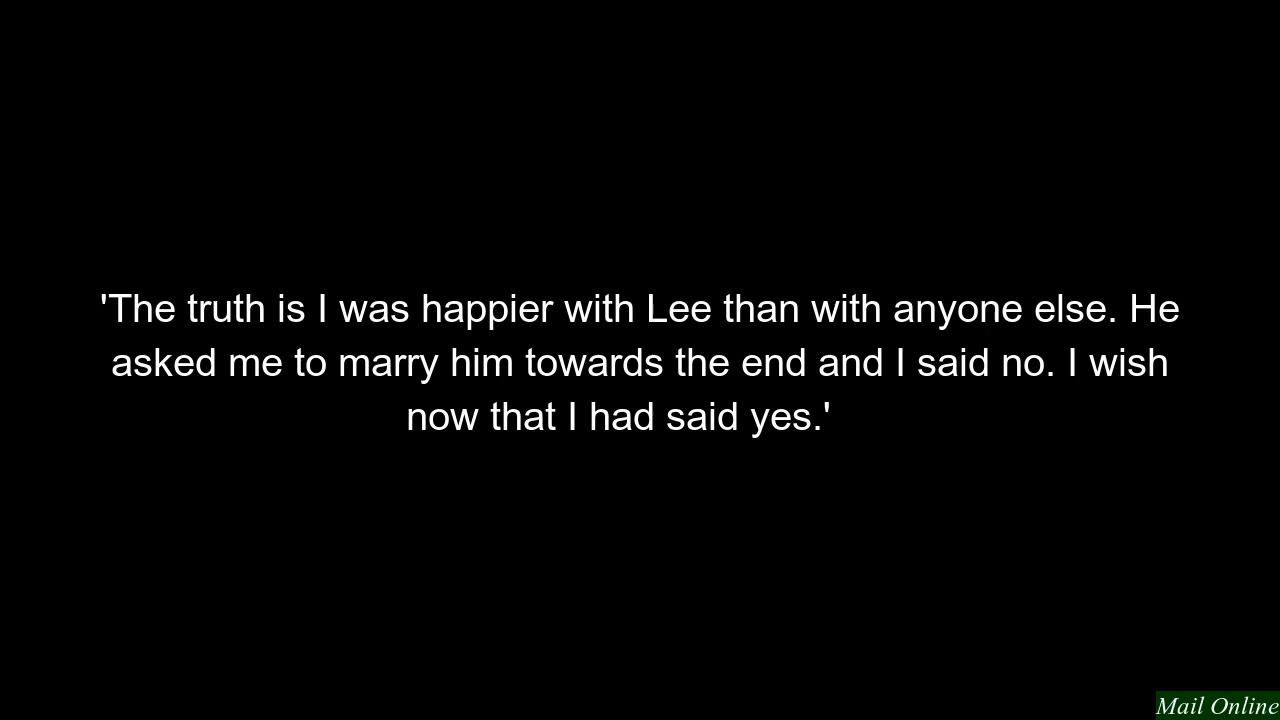 'The truth is I was happier with Lee than with anyone else. He
asked me to marry him towards the end and I said no. I wish
now that I had said yes.'
Mail Online